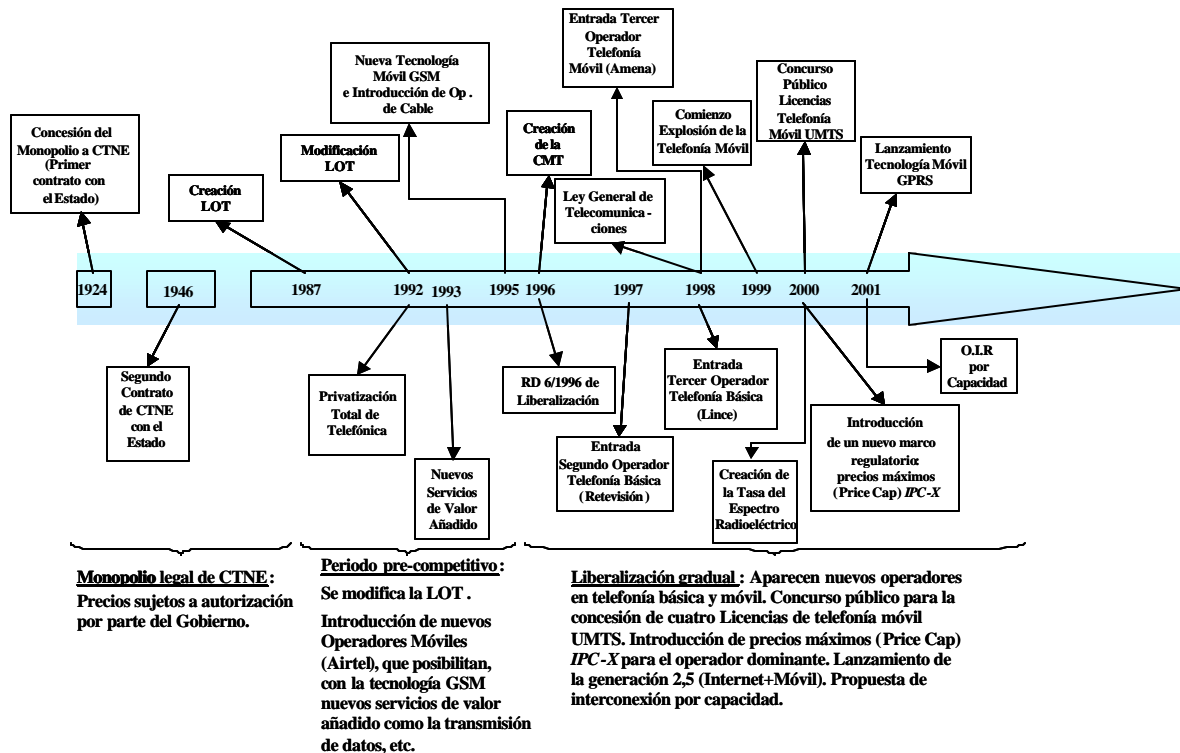 Entrada Tercer
Operador
Telefonía
Móvil (Amena)
Nueva Tecnología
Móvil GSM
e Introducción de Op .
de Cable
Concurso
Público
Licencias
Telefonía
Móvil UMTS
Concesión del
Monopolio a CTNE
(Primer
contrato con
el Estado)
Creación
LOT
Modificación
LOT
Creación
de la
CMT
Comienzo
Explosión de la
Telefonía Móvil
Lanzamiento
Tecnología Móvil
GPRS
Ley General de
Telecomunica -
ciones
1924
1946
1987
1992
1993
1995
1996
1997
1998
1999
2000
2001
Segundo
Contrato
de CTNE
con el
Estado
Privatización
Total de
Telefónica
Nuevos
Servicios
de Valor
Añadido
RD 6/1996 de
Liberalización
Entrada
Segundo Operador
Telefonía Básica
(Retevisión )
Entrada
Tercer Operador
Telefonía Básica
(Lince)
Creación de
la Tasa del
Espectro
Radioeléctrico
Introducción
de un nuevo marco
regulatorio:
precios máximos
(Price Cap) IPC-X
O.I.R
por
Capacidad
Monopolio legal de CTNE :
Precios sujetos a autorización
por parte del Gobierno.
Periodo pre-competitivo :
Se modifica la LOT .
Introducción de nuevos
Operadores Móviles
(Airtel), que posibilitan,
con la tecnología GSM
nuevos servicios de valor
añadido como la transmisión
de datos, etc.
Liberalización gradual : Aparecen nuevos operadores
en telefonía básica y móvil. Concurso público para la
concesión de cuatro Licencias de telefonía móvil
UMTS. Introducción de precios máximos (Price Cap)
IPC-X para el operador dominante. Lanzamiento de
la generación 2,5 (Internet+Móvil). Propuesta de
interconexión por capacidad.